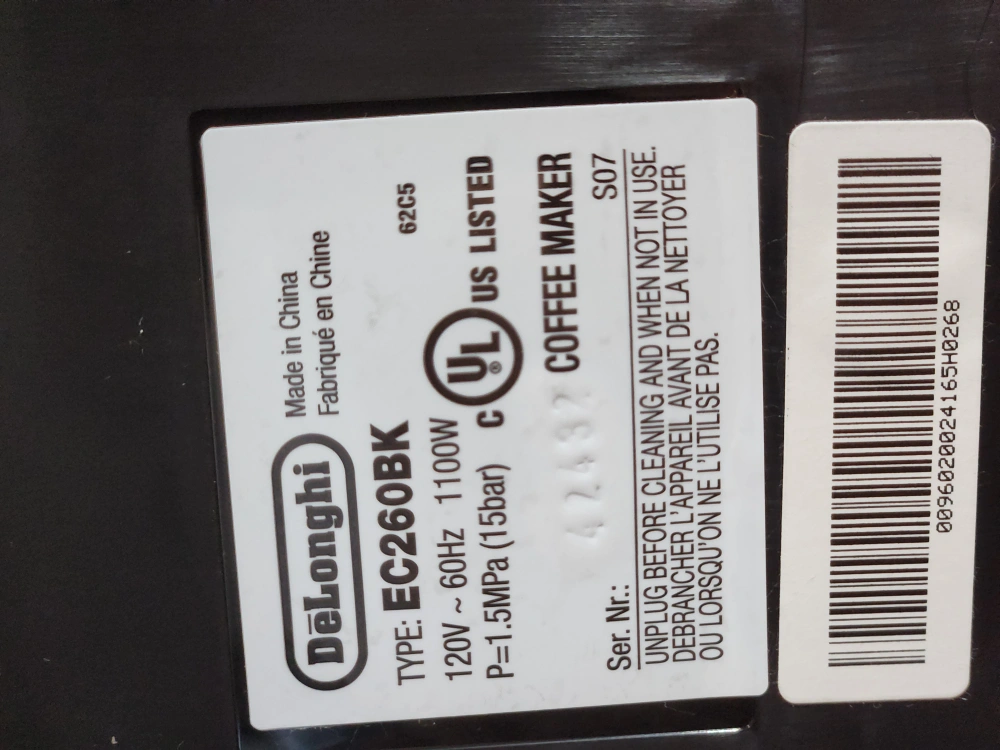 DēLonghi
Made in China
Fabriqué en Chine
TYPE: EC260BK
62C5
120V ~ 60Hz 1100W
P=1.5MPa (15bar)
C UL® US LISTED
42432 COFFEE MAKER
Ser. Nr.: S07
UNPLUG BEFORE CLEANING AND WHEN NOT IN USE.
DEBRANCHER L'APPAREIL AVANT DE LA NETTOYER
OU LORSQU'ON NE L'UTILISE PAS.
0096020024165H0268